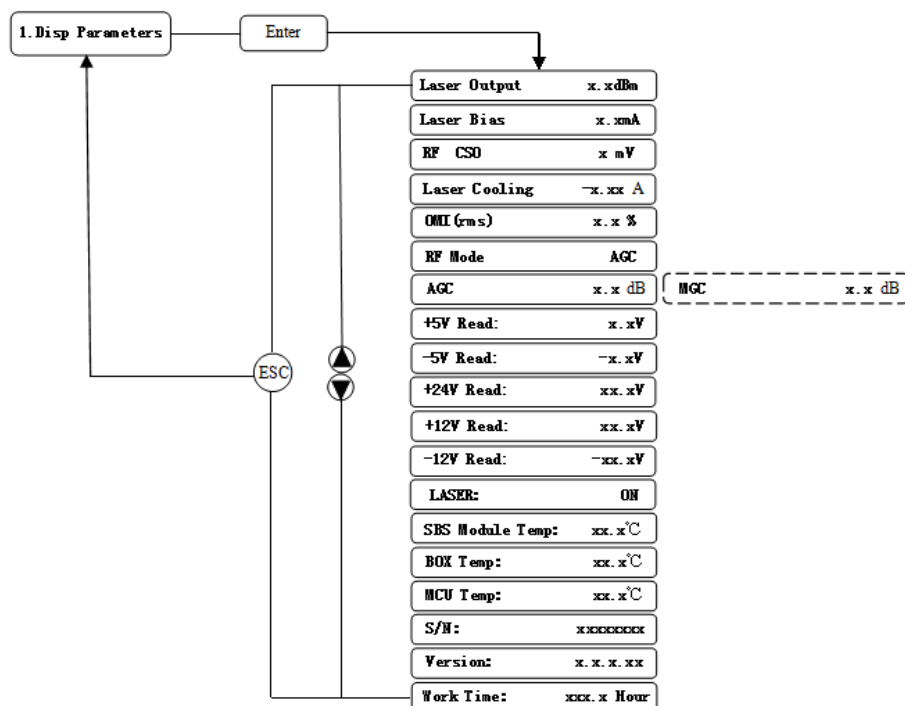 1.Disp Parameters
Enter
Laser Output x.xdBm
Laser Bias x.xmA
RF CSO x mV
Laser Cooling -x.xx A
OMI(rms) x.x %
RF Mode AGC
AGC x.x dB
MGC x.x dB
+5V Read: x.xV
-5V Read: -x.xV
ESC
+24V Read: xx.xV
+12V Read: xx.xV
-12V Read: -xx.xV
LASER: ON
SBS Module Temp: xx.x℃
BOX Temp: xx.x℃
MCU Temp: xx.x℃
S/N: xxxxxxxx
Version: x.x.x.xx
Work Time: xxx.x Hour